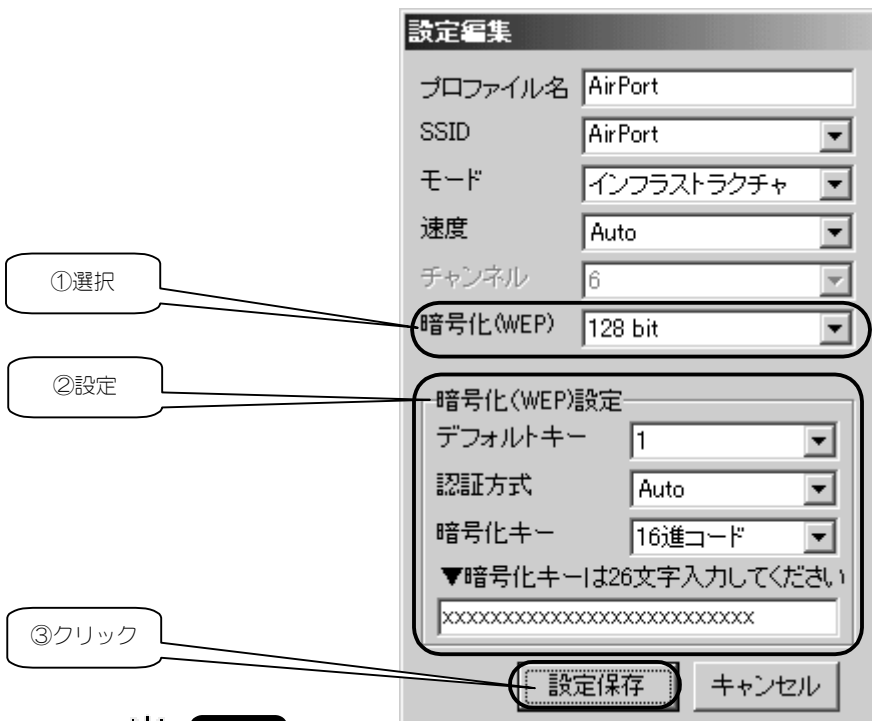 設定編集
プロファイル名 AirPort
SSID AirPort
モード インフラストラクチャ
速度 Auto
チャンネル 6
①選択
暗号化(WEP) 128 bit
②設定
暗号化(WEP)設定
デフォルトキー 1
認証方式 Auto
暗号化キー 16進コード
▼暗号化キーは26文字入力してください
xxxxxxxxxxxxxxxxxxxxxxxxxx
③クリック
設定保存 キャンセル